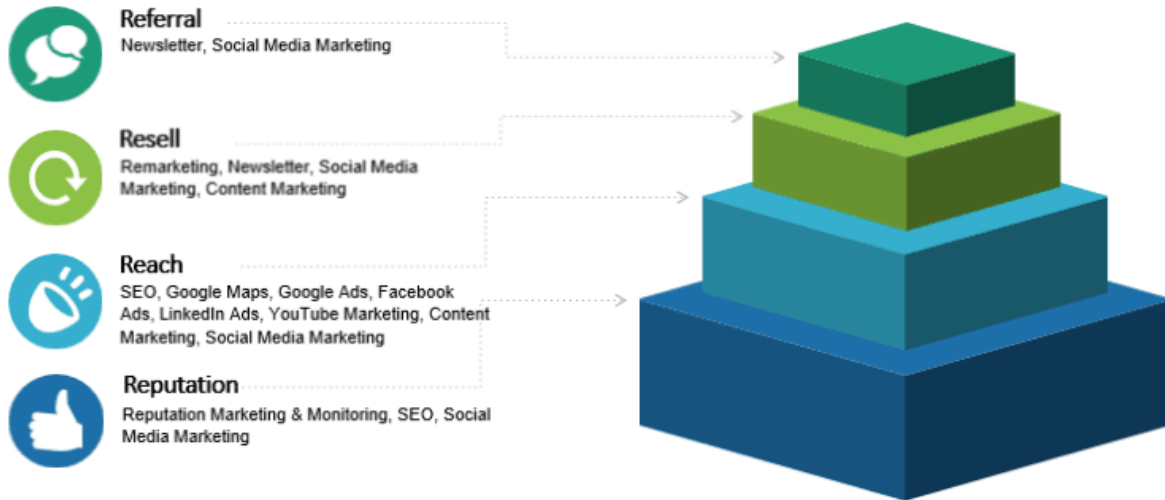 Referral
Newsletter, Social Media Marketing
Resell
Remarketing, Newsletter, Social Media
Marketing, Content Marketing
Reach
SEO, Google Maps, Google Ads, Facebook
Ads, LinkedIn Ads, YouTube Marketing, Content
Marketing, Social Media Marketing
Reputation
Reputation Marketing & Monitoring, SEO, Social
Media Marketing